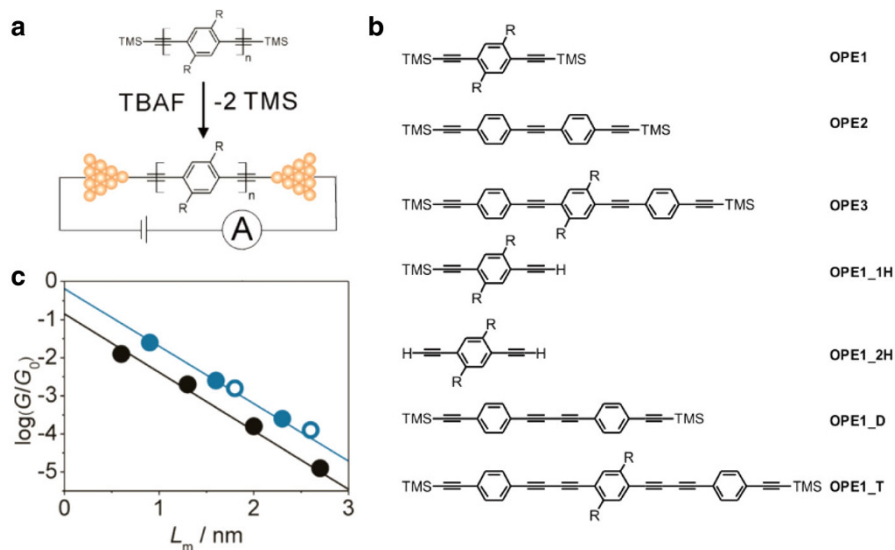 a
R
TMS
TMS
n
R
TBAF
-2 TMS
R
n
R
A
b
R
TMS
TMS
R
OPE1
TMS
TMS
OPE2
R
TMS
TMS
R
OPE3
R
TMS
H
R
OPE1_1H
R
H
H
R
OPE1_2H
TMS
TMS
OPE1_D
R
TMS
TMS
R
OPE1_T
c
log(G/G0)
0
-1
-2
-3
-4
-5
0
1
2
3
Lm / nm